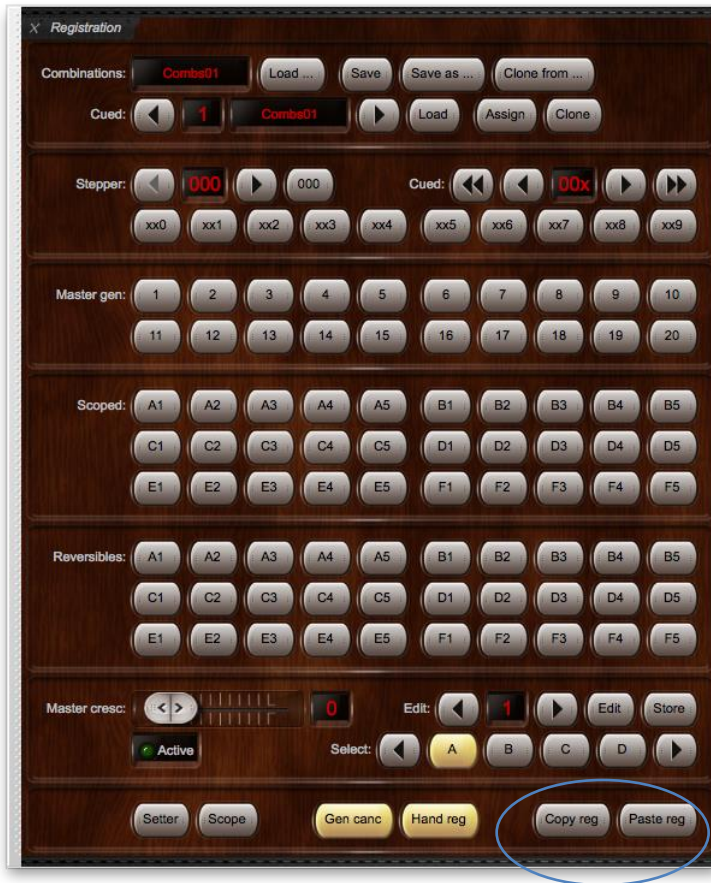 X Registration
Combinations: Combs01 Load ... Save Save as ... Clone from ...
Cued: 1 Combs01 Load Assign Clone
Stepper: 000 000 Cued: 00x
xx0 xx1 xx2 xx3 xx4 xx5 xx6 xx7 xx8 xx9
Master gen: 1 2 3 4 5 6 7 8 9 10
11 12 13 14 15 16 17 18 19 20
Scoped: A1 A2 A3 A4 A5 B1 B2 B3 B4 B5
C1 C2 C3 C4 C5 D1 D2 D3 D4 D5
E1 E2 E3 E4 E5 F1 F2 F3 F4 F5
Reversibles: A1 A2 A3 A4 A5 B1 B2 B3 B4 B5
C1 C2 C3 C4 C5 D1 D2 D3 D4 D5
E1 E2 E3 E4 E5 F1 F2 F3 F4 F5
Master cresc: < > 0 Edit: 1 Edit Store
Active Select: A B C D
Setter Scope Gen canc Hand reg Copy reg Paste reg